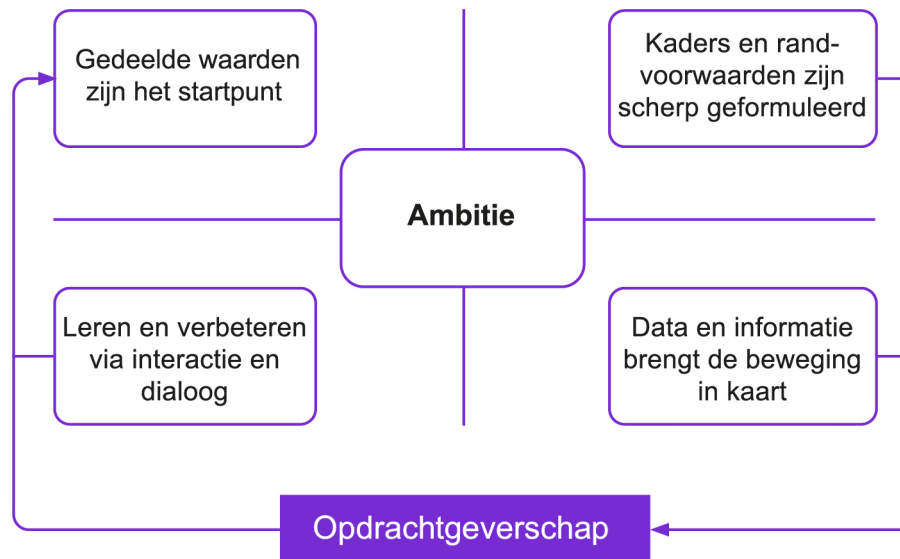 Gedeelde waarden
zijn het startpunt
Kaders en rand-
voorwaarden zijn
scherp geformuleerd
Ambitie
Leren en verbeteren
via interactie en
dialoog
Data en informatie
brengt de beweging
in kaart
Opdrachtgeverschap